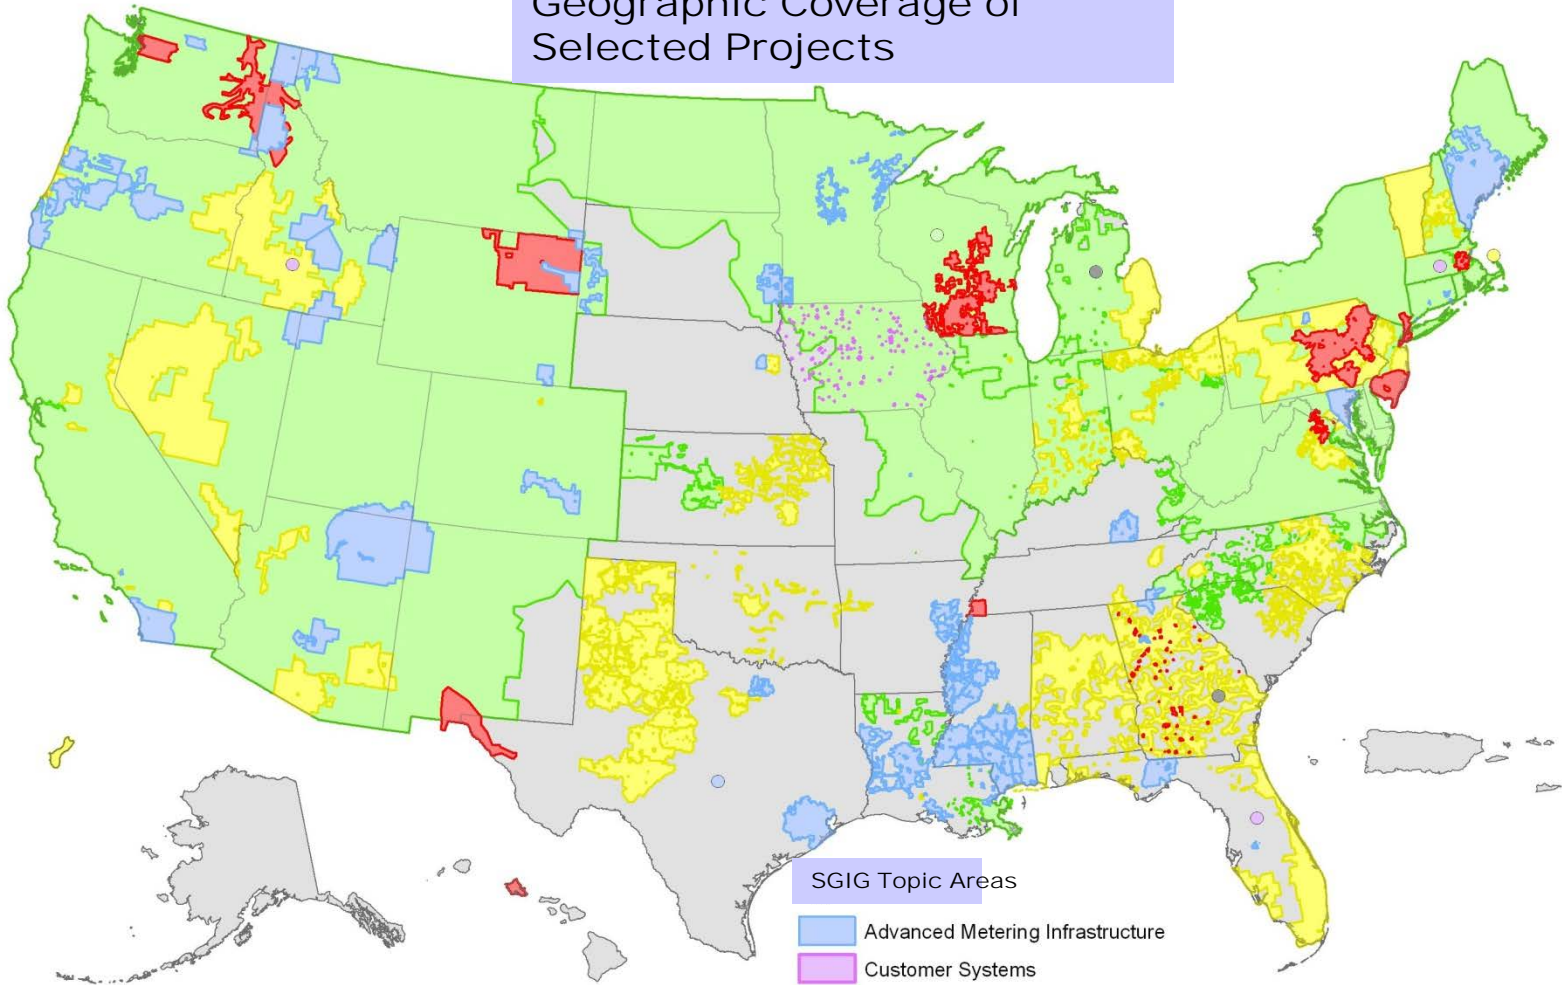 Geographic Coverage of
Selected Projects
SGIG Topic Areas
Advanced Metering Infrastructure
Customer Systems